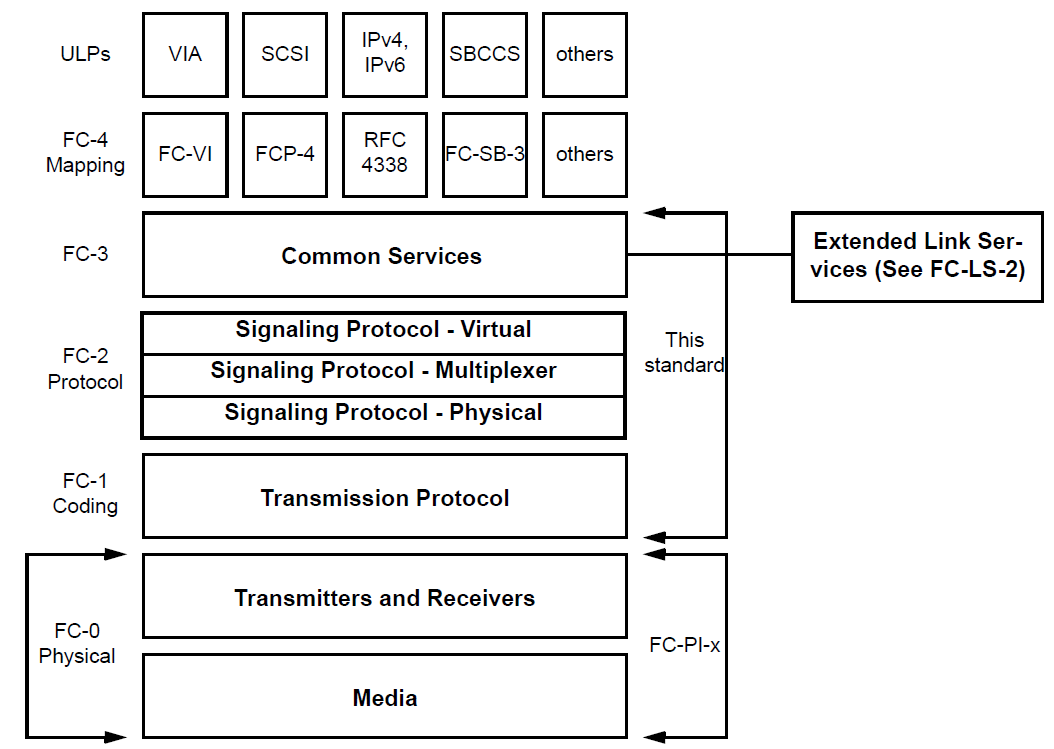 ULPs
VIA
SCSI
IPv4,
IPv6
SBCCS
others
FC-4
Mapping
FC-VI
FCP-4
RFC
4338
FC-SB-3
others
FC-3
Common Services
Extended Link Ser-
vices (See FC-LS-2)
FC-2
Protocol
Signaling Protocol - Virtual
Signaling Protocol - Multiplexer
Signaling Protocol - Physical
This
standard
FC-1
Coding
Transmission Protocol
FC-0
Physical
Transmitters and Receivers
Media
FC-PI-x